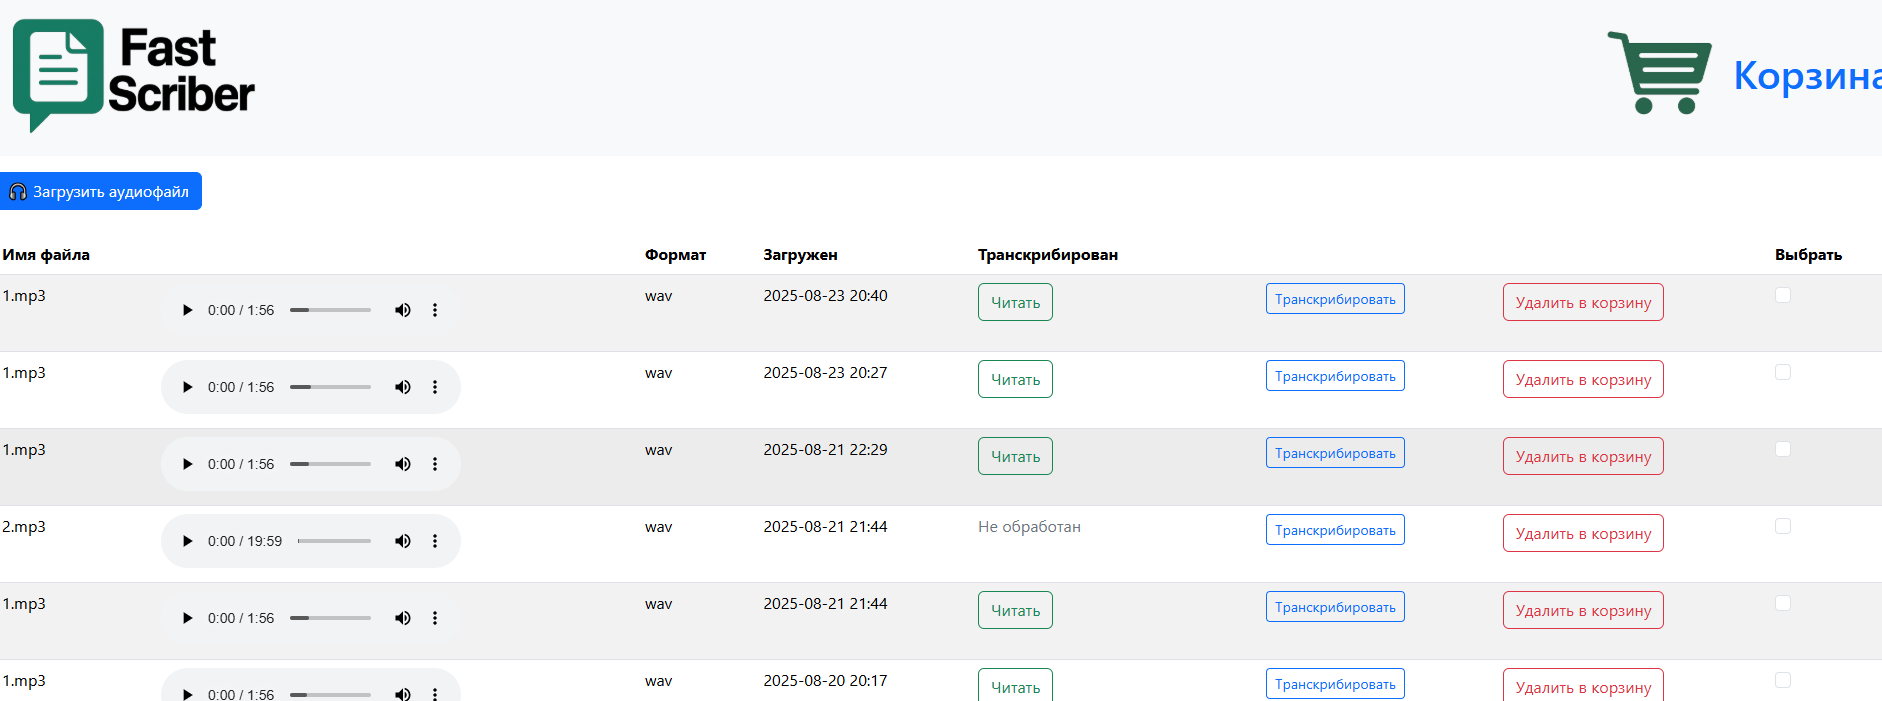 Fast
Scriber
Корзина
Загрузить аудиофайл
Имя файла Формат Загружен Транскрибирован Выбрать
1.mp3 0:00 / 1:56 wav 2025-08-23 20:40 Читать Транскрибировать Удалить в корзину
1.mp3 0:00 / 1:56 wav 2025-08-23 20:27 Читать Транскрибировать Удалить в корзину
1.mp3 0:00 / 1:56 wav 2025-08-21 22:29 Читать Транскрибировать Удалить в корзину
2.mp3 0:00 / 19:59 wav 2025-08-21 21:44 Не обработан Транскрибировать Удалить в корзину
1.mp3 0:00 / 1:56 wav 2025-08-21 21:44 Читать Транскрибировать Удалить в корзину
1.mp3 0:00 / 1:56 wav 2025-08-20 20:17 Читать Транскрибировать Удалить в корзину